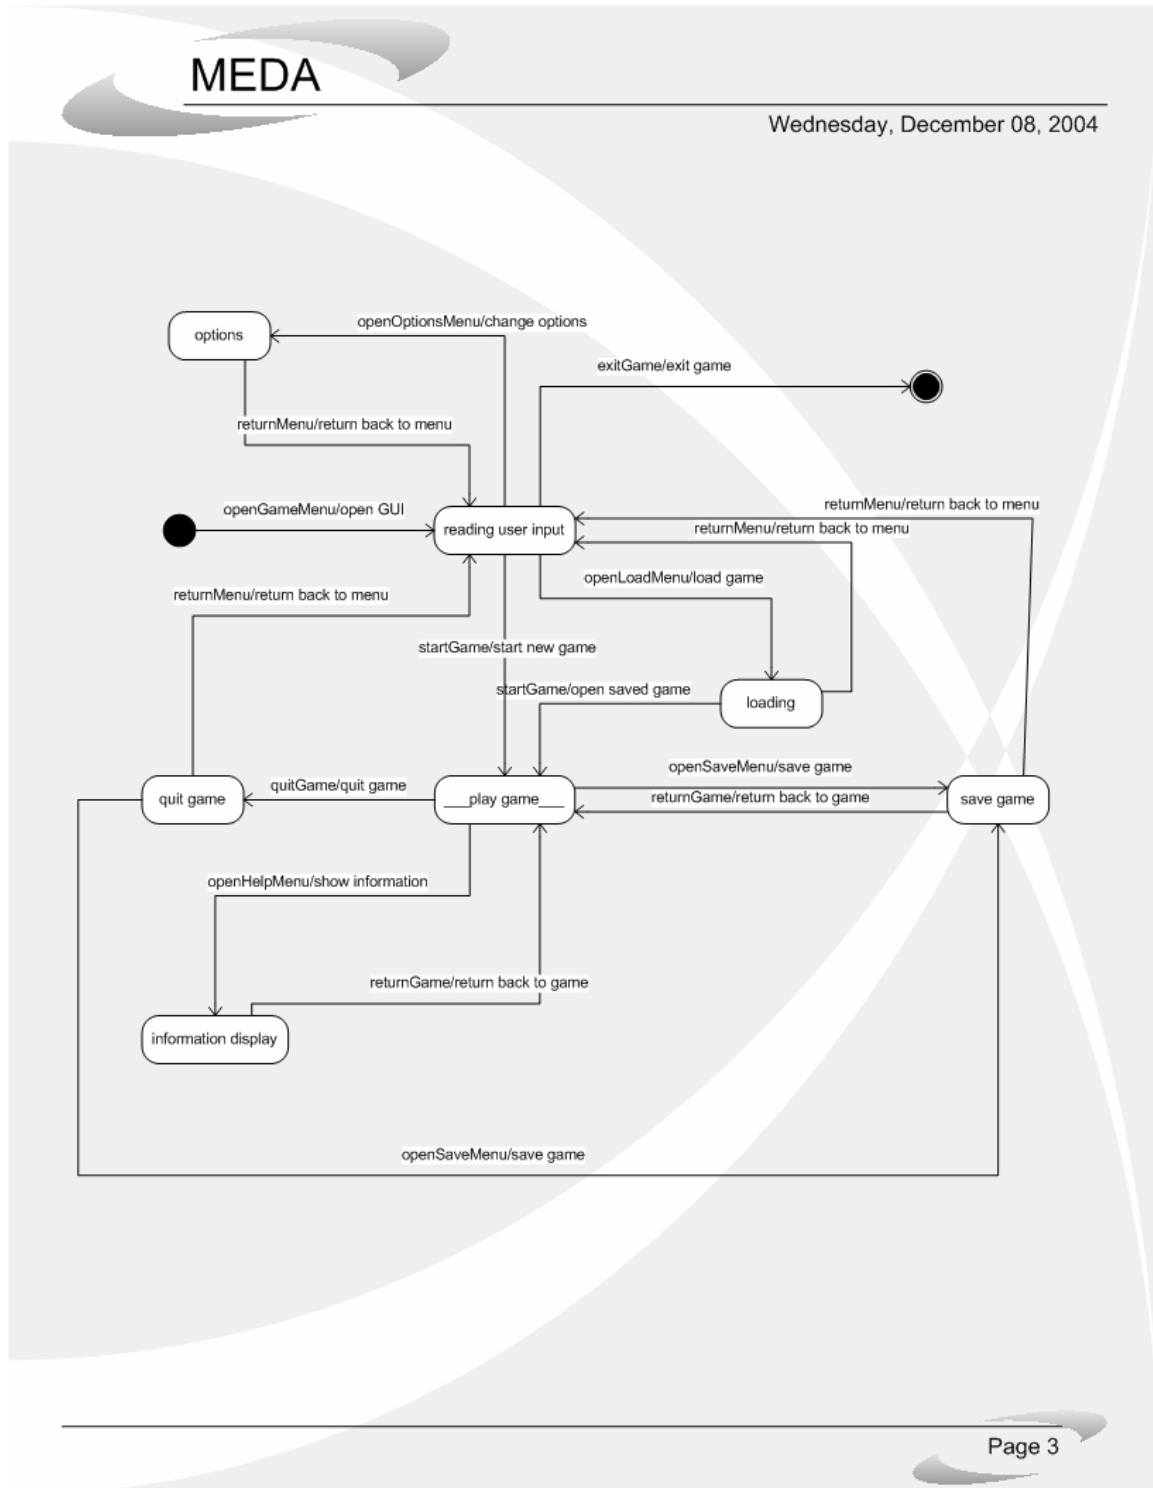 MEDA
Wednesday, December 08, 2004
openOptionsMenu/change options
options
exitGame/exit game
returnMenu/return back to menu
returnMenu/return back to menu
openGameMenu/open GUI
reading user input
returnMenu/return back to menu
openLoadMenu/load game
returnMenu/return back to menu
startGame/start new game
startGame/open saved game
loading
openSaveMenu/save game
quitGame/quit game
returnGame/return back to game
quit game
___play game___
save game
openHelpMenu/show information
returnGame/return back to game
information display
openSaveMenu/save game
Page 3